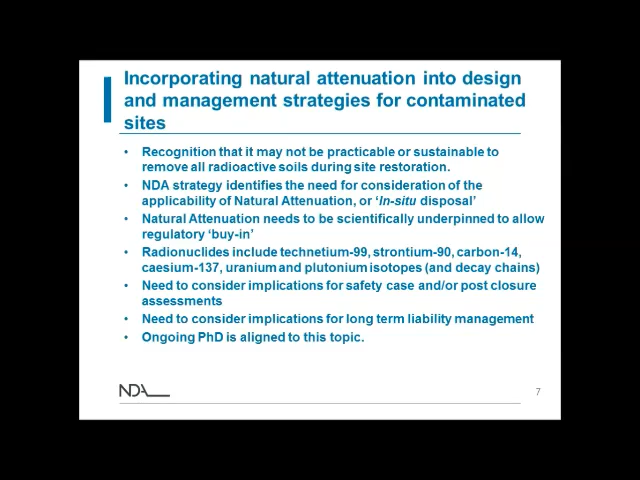 Incorporating natural attenuation into design
and management strategies for contaminated
sites
• Recognition that it may not be practicable or sustainable to
remove all radioactive soils during site restoration.
• NDA strategy identifies the need for consideration of the
applicability of Natural Attenuation, or ‘In-situ disposal’
• Natural Attenuation needs to be scientifically underpinned to allow
regulatory ‘buy-in’
• Radionuclides include technetium-99, strontium-90, carbon-14,
caesium-137, uranium and plutonium isotopes (and decay chains)
• Need to consider implications for safety case and/or post closure
assessments
• Need to consider implications for long term liability management
• Ongoing PhD is aligned to this topic.
NDA
7